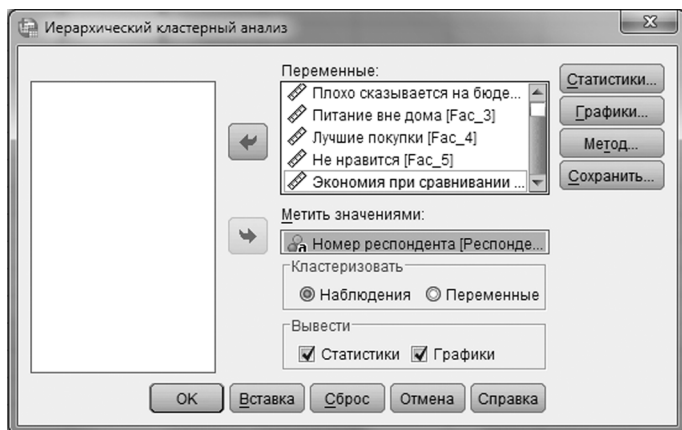 Иерархический кластерный анализ
Переменные:
Плохо сказывается на бюде...
Питание вне дома [Fac_3]
Лучшие покупки [Fac_4]
Не нравится [Fac_5]
Экономия при сравнивании ...
Статистики...
Графики...
Метод...
Сохранить...
Метить значениями:
Номер респондента [Респонде...
Кластеризовать
Наблюдения Переменные
Вывести
Статистики Графики
OK Вставка Сброс Отмена Справка